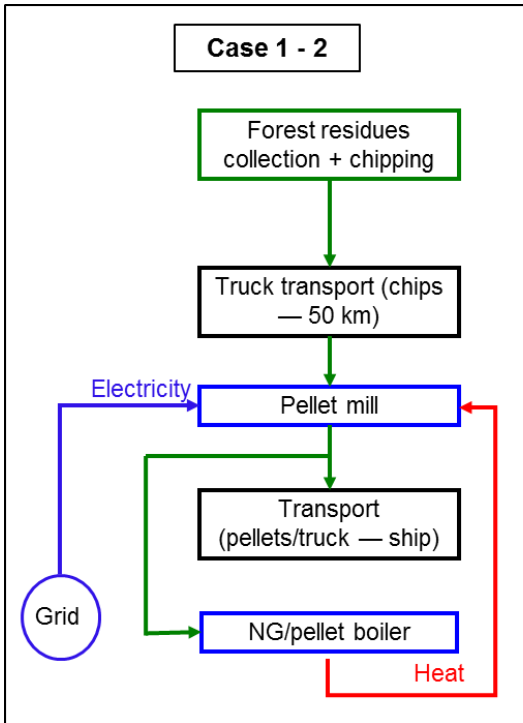 Case 1 - 2
Forest residues
collection + chipping
Truck transport (chips
— 50 km)
Electricity
Pellet mill
Transport
(pellets/truck — ship)
Grid
NG/pellet boiler
Heat